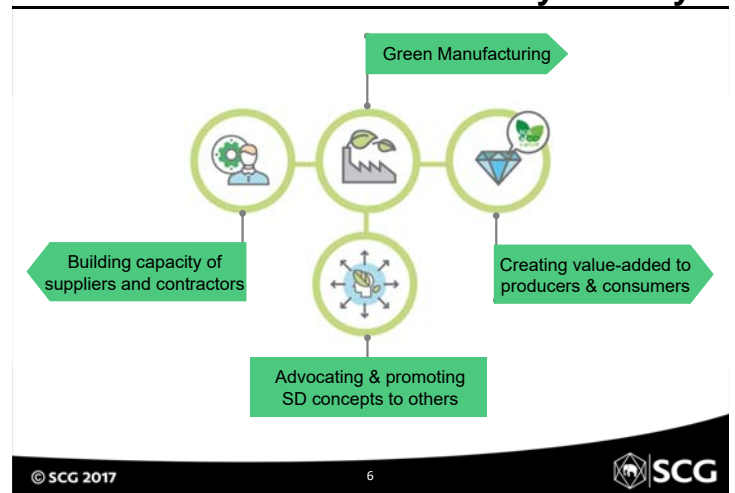 Green Manufacturing
Building capacity of
suppliers and contractors
Creating value-added to
producers & consumers
Advocating & promoting
SD concepts to others
© SCG 2017
6
SCG